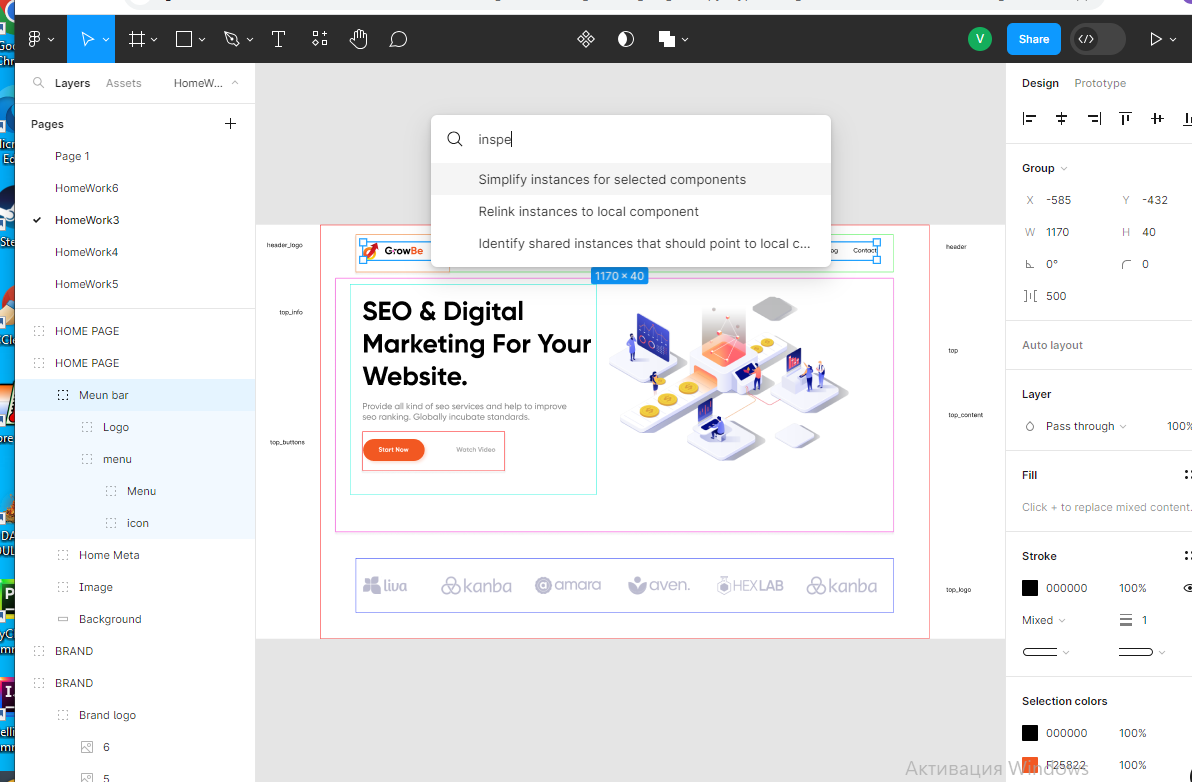 V
Share
Layers
Assets
HomeW...
Design
Prototype
Pages
Page 1
HomeWork6
HomeWork3
HomeWork4
HomeWork5
HOME PAGE
HOME PAGE
Meun bar
Logo
menu
Menu
icon
Home Meta
Image
Background
BRAND
BRAND
Brand logo
6
5
inspe
Simplify instances for selected components
Relink instances to local component
Identify shared instances that should point to local c...
header_logo
GrowBe
Contact
header
1170 × 40
top_info
SEO & Digital
Marketing For Your
Website.
Provide all kind of seo services and help to improve
seo ranking. Globally incubate standards.
top_buttons
Start Now
Watch Video
top
top_content
liva
kanba
amara
aven.
HEXLAB
kanba
top_logo
Group
X -585
Y -432
W 1170
H 40
0°
0
500
Auto layout
Layer
Pass through
100%
Fill
Click + to replace mixed content.
Stroke
000000 100%
Mixed
1
Selection colors
000000 100%
F25822 100%
Активация Windows